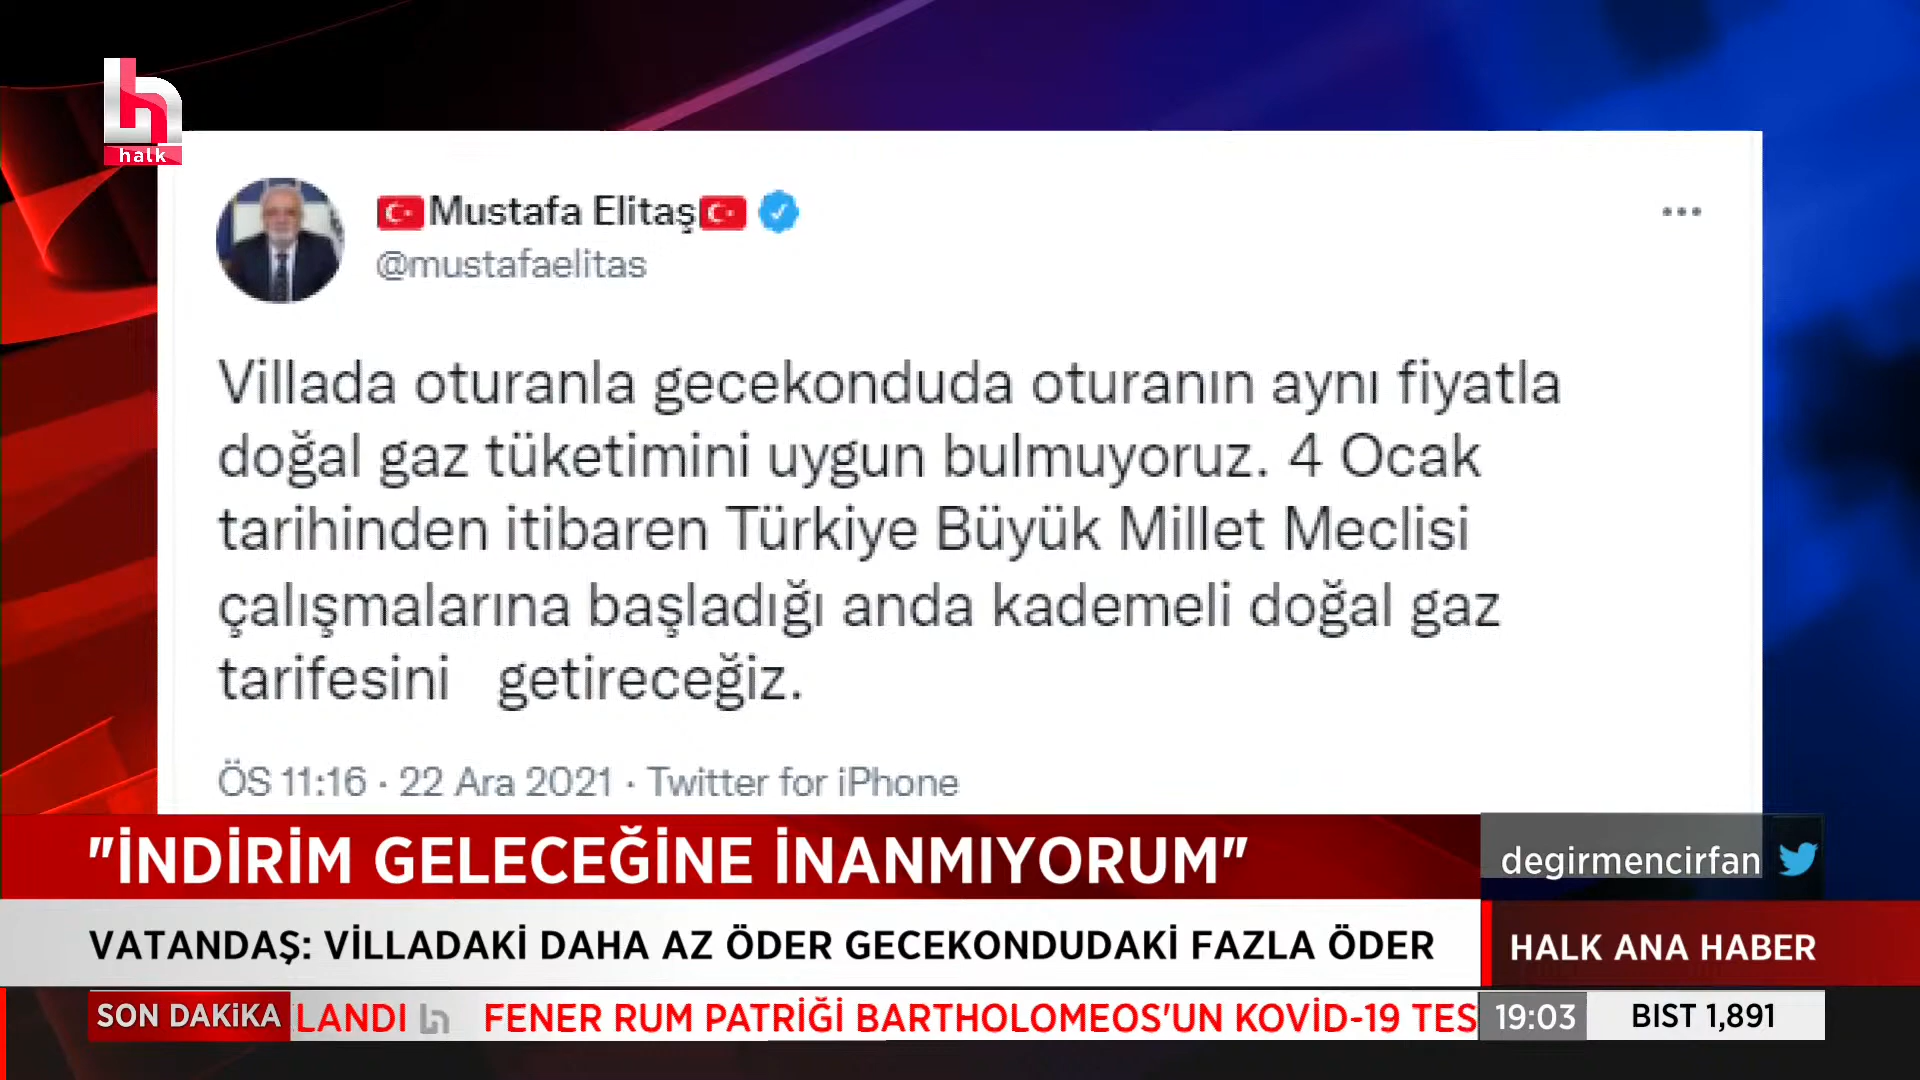 halk
Mustafa Elitaş
@mustafaelitas
Villada oturanla gecekonduda oturanın aynı fiyatla
doğal gaz tüketimini uygun bulmuyoruz. 4 Ocak
tarihinden itibaren Türkiye Büyük Millet Meclisi
çalışmalarına başladığı anda kademeli doğal gaz
tarifesini getireceğiz.
ÖS 11:16 · 22 Ara 2021 · Twitter for iPhone
"İNDİRİM GELECEĞİNE İNANMIYORUM"
degirmencirfan
VATANDAŞ: VİLLADAKİ DAHA AZ ÖDER GECEKONDUDAKİ FAZLA ÖDER
HALK ANA HABER
SON DAKİKA LANDI h FENER RUM PATRİĞİ BARTHOLOMEOS'UN KOVİD-19 TES 19:03 BIST 1,891